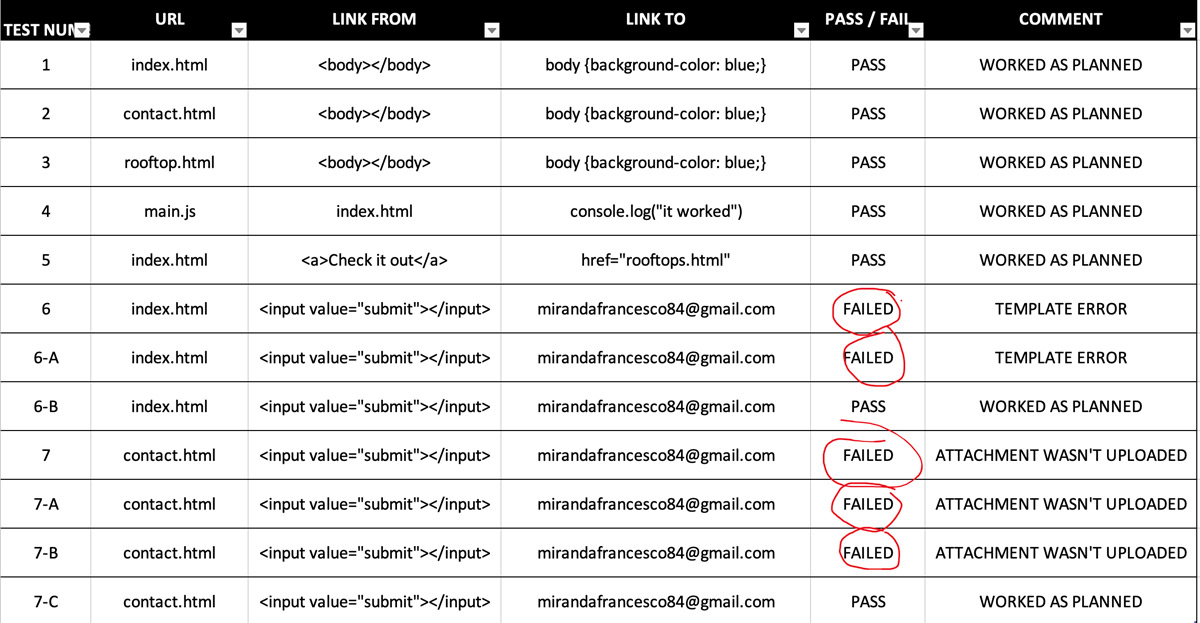 TEST NUM URL LINK FROM LINK TO PASS / FAIL COMMENT
1 index.html <body></body> body {background-color: blue;} PASS WORKED AS PLANNED
2 contact.html <body></body> body {background-color: blue;} PASS WORKED AS PLANNED
3 rooftop.html <body></body> body {background-color: blue;} PASS WORKED AS PLANNED
4 main.js index.html console.log("it worked") PASS WORKED AS PLANNED
5 index.html <a>Check it out</a> href="rooftops.html" PASS WORKED AS PLANNED
6 index.html <input value="submit"></input> mirandafrancesco84@gmail.com FAILED TEMPLATE ERROR
6-A index.html <input value="submit"></input> mirandafrancesco84@gmail.com FAILED TEMPLATE ERROR
6-B index.html <input value="submit"></input> mirandafrancesco84@gmail.com PASS WORKED AS PLANNED
7 contact.html <input value="submit"></input> mirandafrancesco84@gmail.com FAILED ATTACHMENT WASN'T UPLOADED
7-A contact.html <input value="submit"></input> mirandafrancesco84@gmail.com FAILED ATTACHMENT WASN'T UPLOADED
7-B contact.html <input value="submit"></input> mirandafrancesco84@gmail.com FAILED ATTACHMENT WASN'T UPLOADED
7-C contact.html <input value="submit"></input> mirandafrancesco84@gmail.com PASS WORKED AS PLANNED